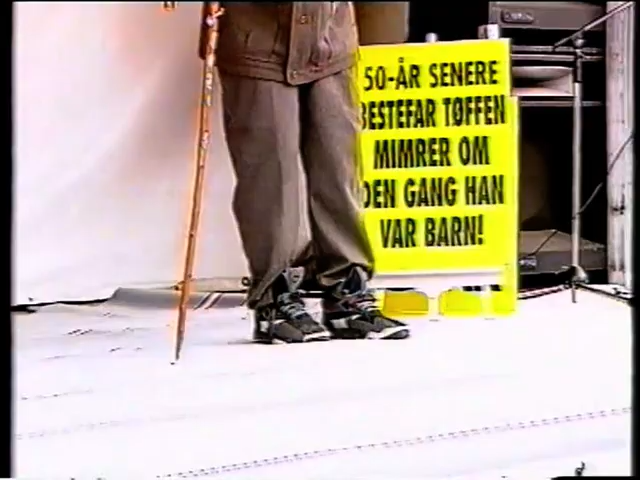 50-ÅR SENERE
BESTEFAR TØFFEN
MIMRER OM
DEN GANG HAN
VAR BARN!